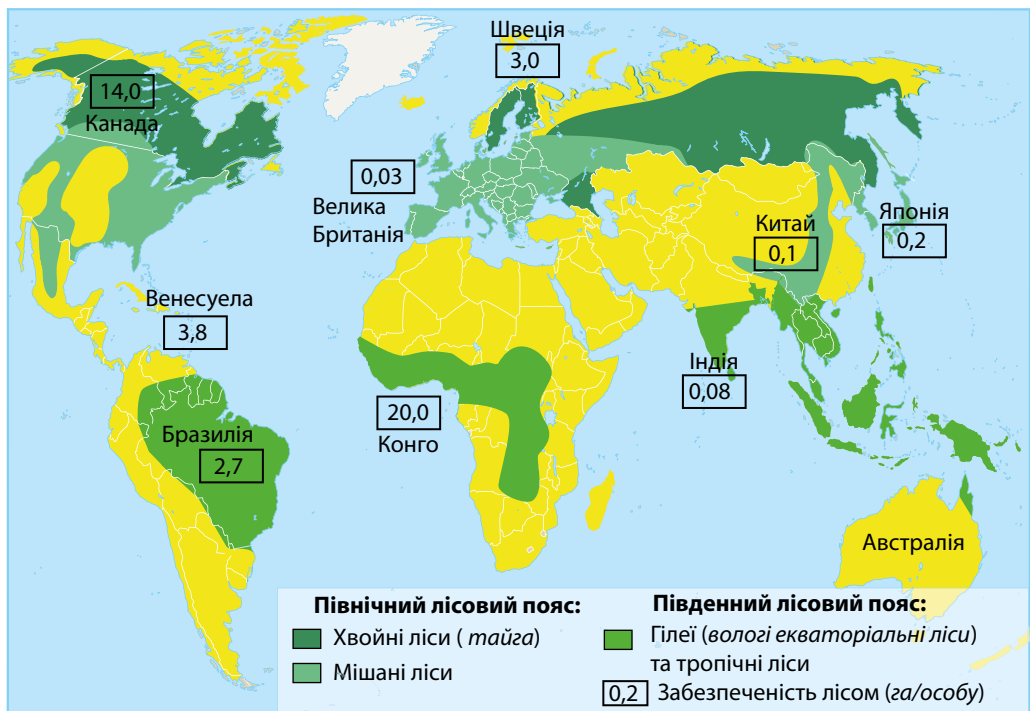 Швеція
3,0
14,0
Канада
0,03
Велика
Британія
Китай
0,1
Японія
0,2
Венесуела
3,8
Індія
0,08
20,0
Конго
Бразилія
2,7
Австралія
Північний лісовий пояс:
Хвойні ліси ( тайга)
Мішані ліси
Південний лісовий пояс:
Гілеї (вологі екваторіальні ліси)
та тропічні ліси
0,2 Забезпеченість лісом (га/особу)